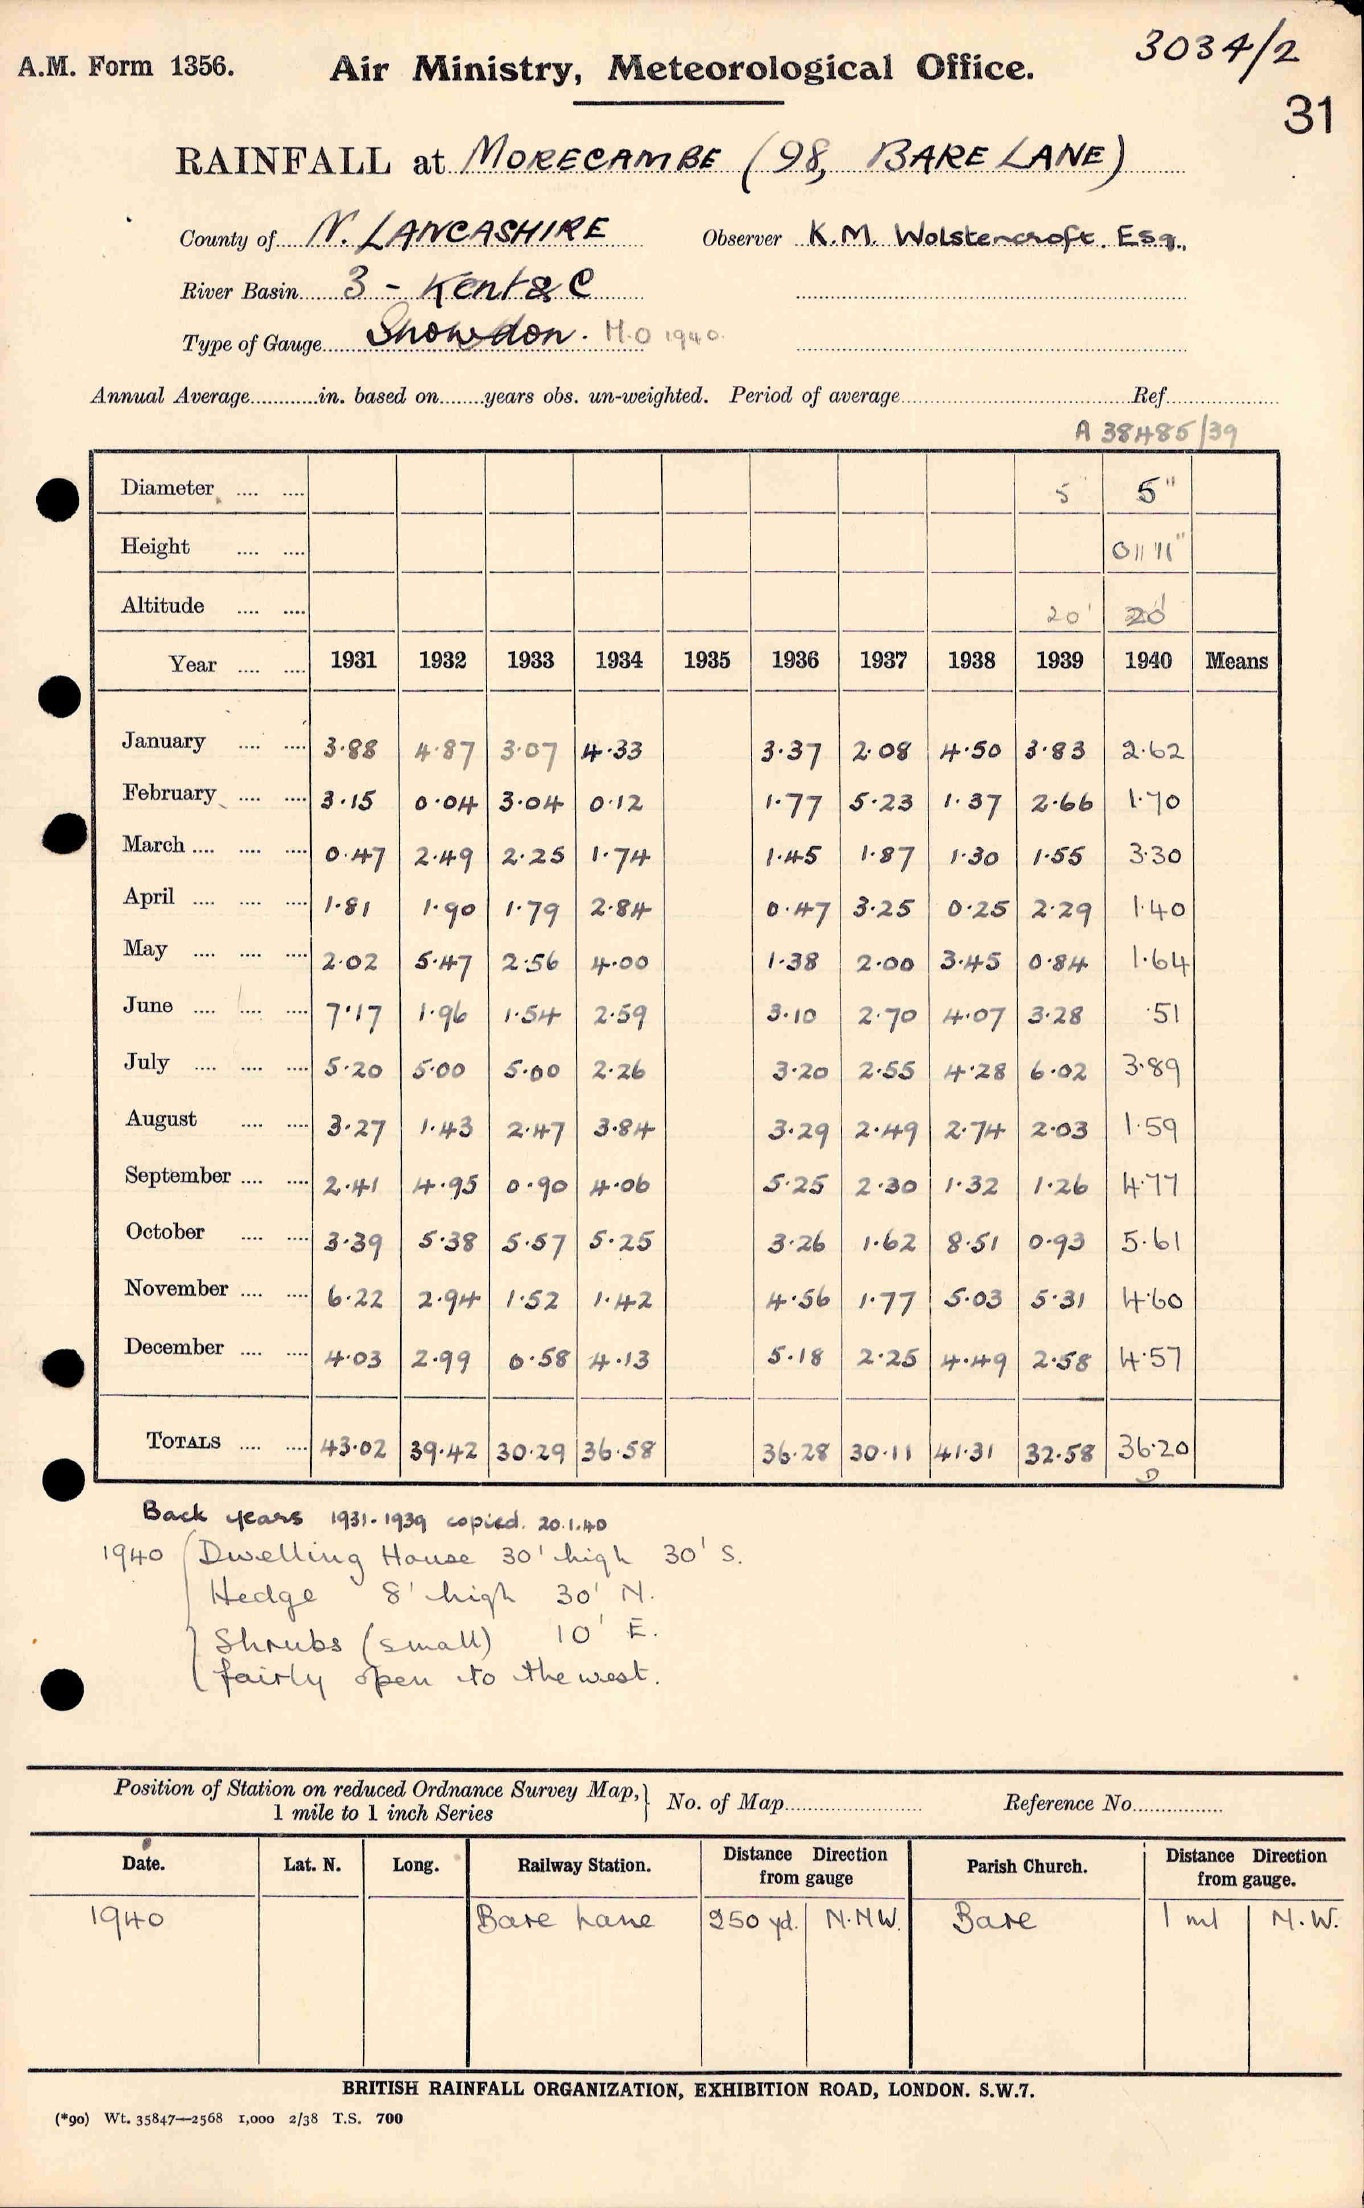 3034/2
A.M. Form 1356. Air Ministry, Meteorological Office.
31
RAINFALL at MORECAMBE (98, BARE LANE)
County of N. LANCASHIRE Observer K.M. Wolstencroft. Esq.,
River Basin 3 - Kent & C
Type of Gauge Snowdon. M.O 1940.
Annual Average............in. based on.......years obs. un-weighted. Period of average.......... Ref..........
A 38485/39
Diameter .... .... 5 5"
Height .... .... 0' 11"
Altitude .... .... 20' 20'
Year .... .... 1931 1932 1933 1934 1935 1936 1937 1938 1939 1940 Means
January .... .... 3.88 4.87 3.07 4.33 3.37 2.08 4.50 3.83 2.62
February .... .... 3.15 0.04 3.04 0.12 1.77 5.23 1.37 2.66 1.70
March .... .... .... 0.47 2.49 2.25 1.74 1.45 1.87 1.30 1.55 3.30
April .... .... .... 1.81 1.90 1.79 2.84 0.47 3.25 0.25 2.29 1.40
May .... .... .... 2.02 5.47 2.56 4.00 1.38 2.00 3.45 0.84 1.64
June .... .... .... 7.17 1.96 1.54 2.59 3.10 2.70 4.07 3.28 .51
July .... .... .... 5.20 5.00 5.00 2.26 3.20 2.55 4.28 6.02 3.89
August .... .... 3.27 1.43 2.47 3.84 3.29 2.49 2.74 2.03 1.59
September .... .... 2.41 4.95 0.90 4.06 5.25 2.30 1.32 1.26 4.77
October .... .... 3.39 5.38 5.57 5.25 3.26 1.62 8.51 0.93 5.61
November .... .... 6.22 2.94 1.52 1.42 4.56 1.77 5.03 5.31 4.60
December .... .... 4.03 2.99 0.58 4.13 5.18 2.25 4.49 2.58 4.57
TOTALS .... .... 43.02 39.42 30.29 36.58 36.28 30.11 41.31 32.58 36.20
Back years 1931-1939 copied. 20.1.40
1940 Dwelling House 30' high 30' S.
Hedge 8' high 30' N.
Shrubs (small) 10' E.
fairly open to the west.
Position of Station on reduced Ordnance Survey Map, 1 mile to 1 inch Series } No. of Map.......... Reference No..........
Date. Lat. N. Long. Railway Station. Distance Direction from gauge Parish Church. Distance Direction from gauge.
1940 Bare Lane 250 yd. N.NW. Bare 1 ml N.W.
BRITISH RAINFALL ORGANIZATION, EXHIBITION ROAD, LONDON. S.W.7.
(*90) Wt. 35847—2568 1,000 2/38 T.S. 700